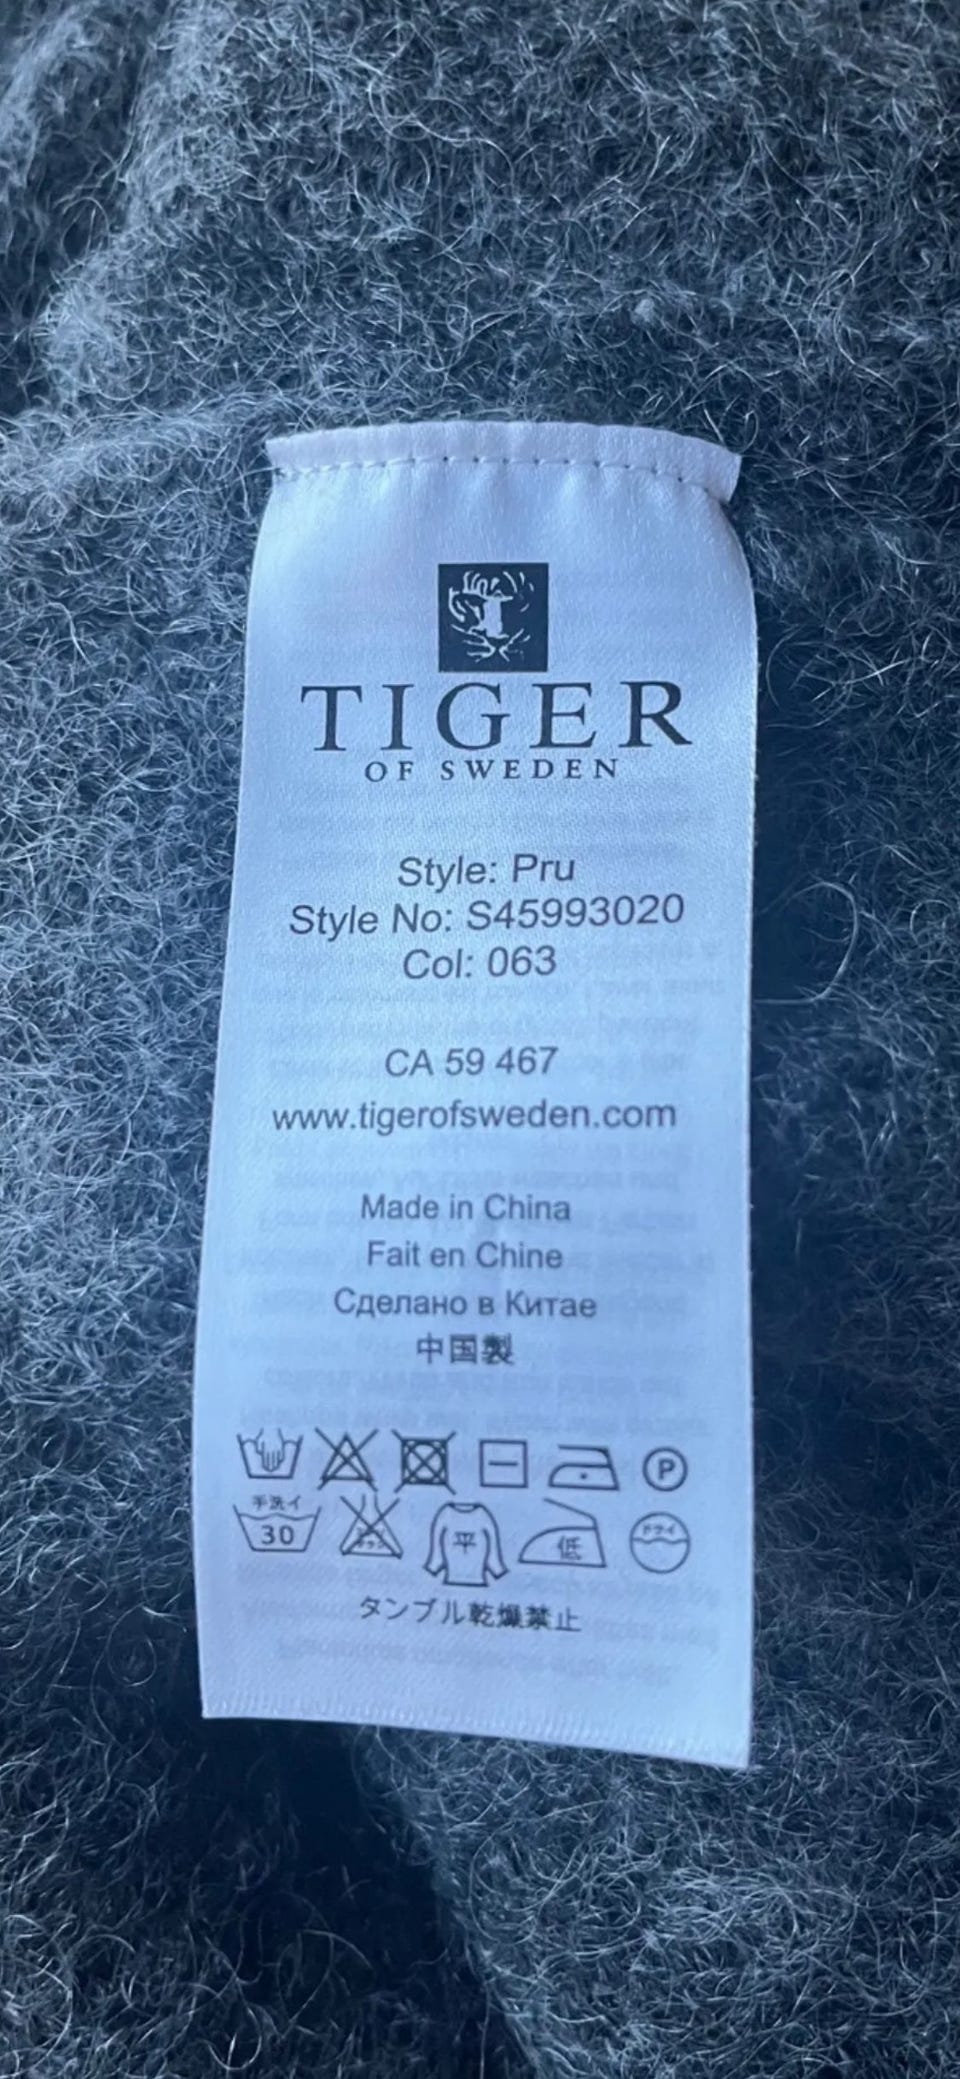 TIGER
OF SWEDEN
Style: Pru
Style No: S45993020
Col: 063
CA 59 467
www.tigerofsweden.com
Made in China
Fait en Chine
Сделано в Китае
中国製
P
手洗イ
30
平
低
ドライ
タンブル乾燥禁止